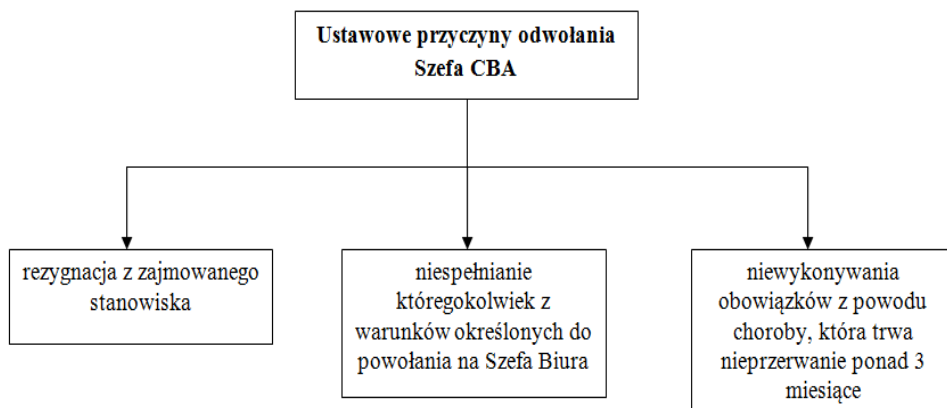 Ustawowe przyczyny odwołania
Szefa CBA
rezygnacja z zajmowanego
stanowiska
niespełnianie
któregokolwiek z
warunków określonych do
powołania na Szefa Biura
niewykonywania
obowiązków z powodu
choroby, która trwa
nieprzerwanie ponad 3
miesiące